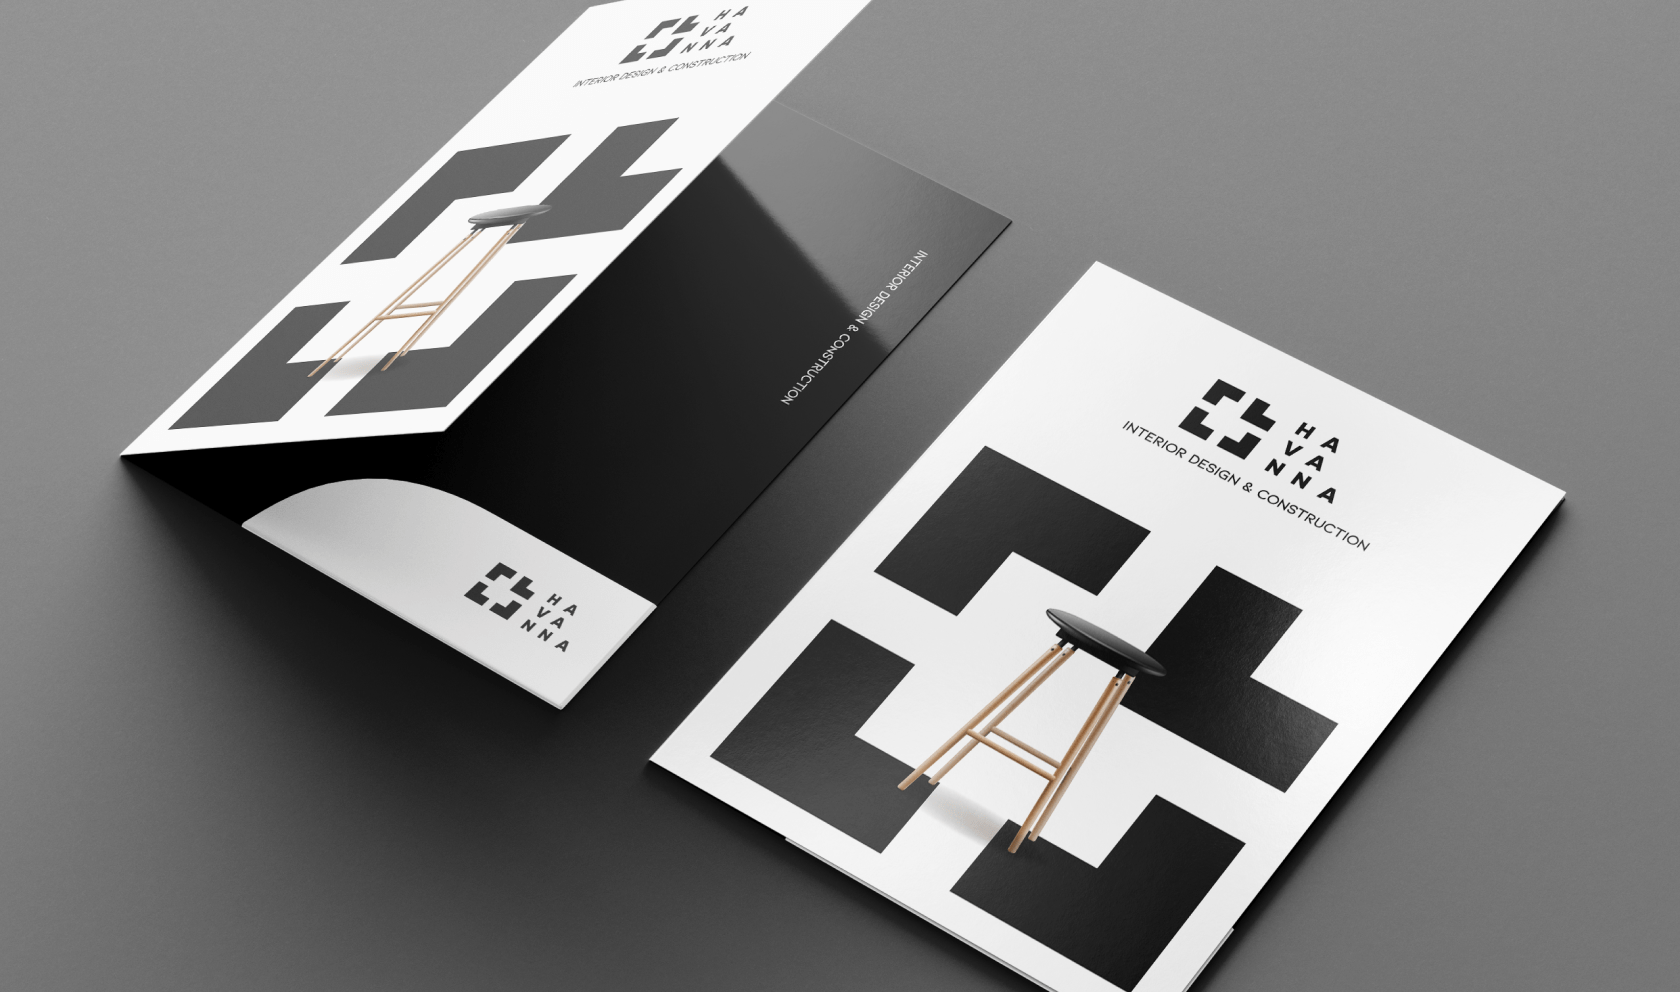 HA
VA
NNA
INTERIOR DESIGN & CONSTRUCTION
INTERIOR DESIGN & CONSTRUCTION
HA
VA
NNA
HA
VA
NNA
INTERIOR DESIGN & CONSTRUCTION